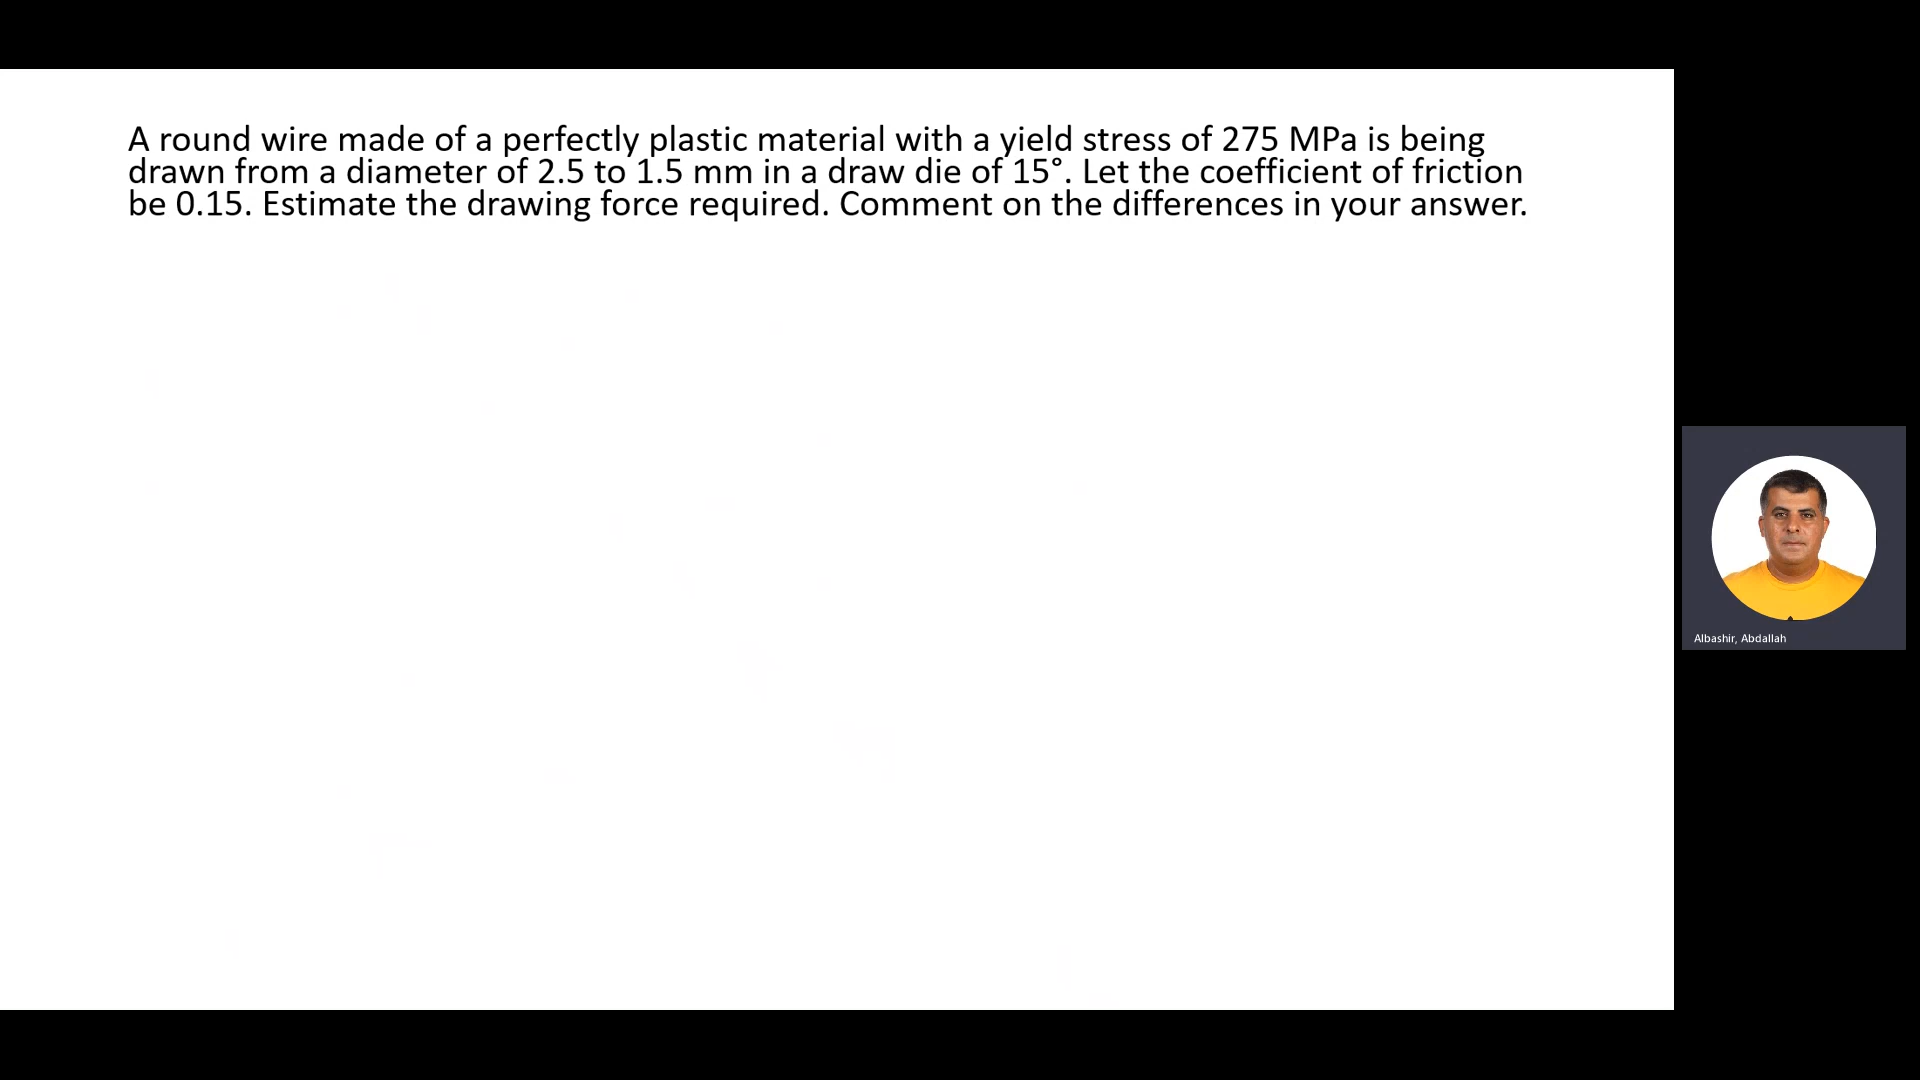 A round wire made of a perfectly plastic material with a yield stress of 275 MPa is being
drawn from a diameter of 2.5 to 1.5 mm in a draw die of 15°. Let the coefficient of friction
be 0.15. Estimate the drawing force required. Comment on the differences in your answer.
Albashir, Abdallah